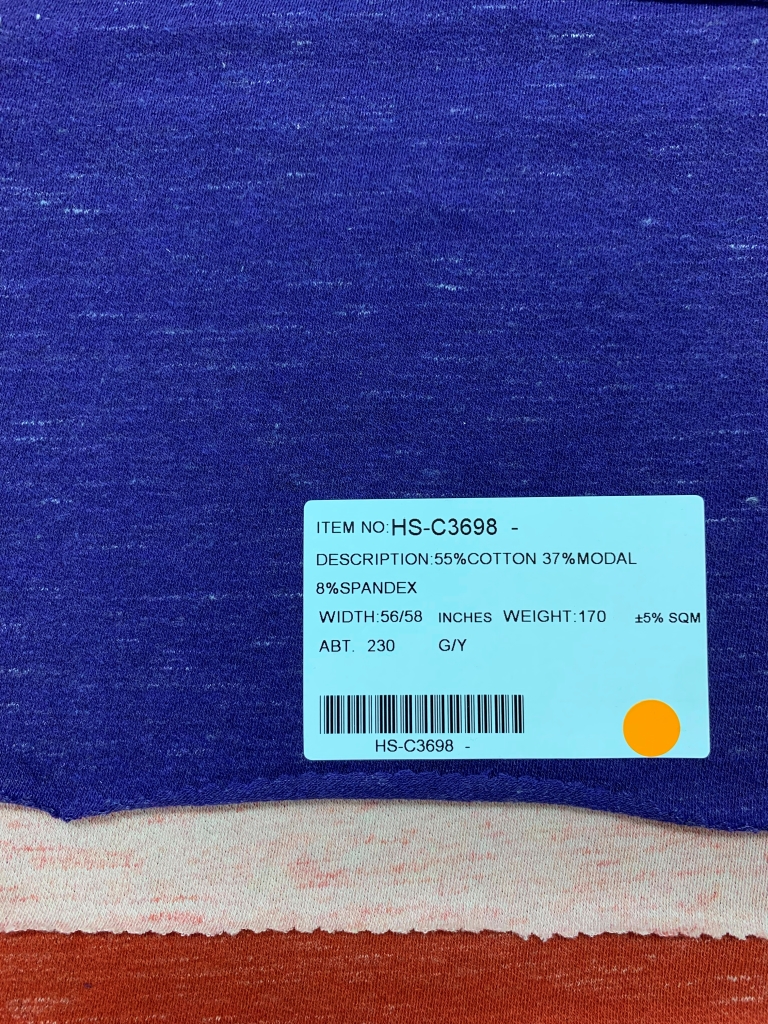 ITEM NO:HS-C3698 -
DESCRIPTION:55%COTTON 37%MODAL
8%SPANDEX
WIDTH:56/58 INCHES WEIGHT:170 ±5% SQM
ABT. 230 G/Y
HS-C3698 -